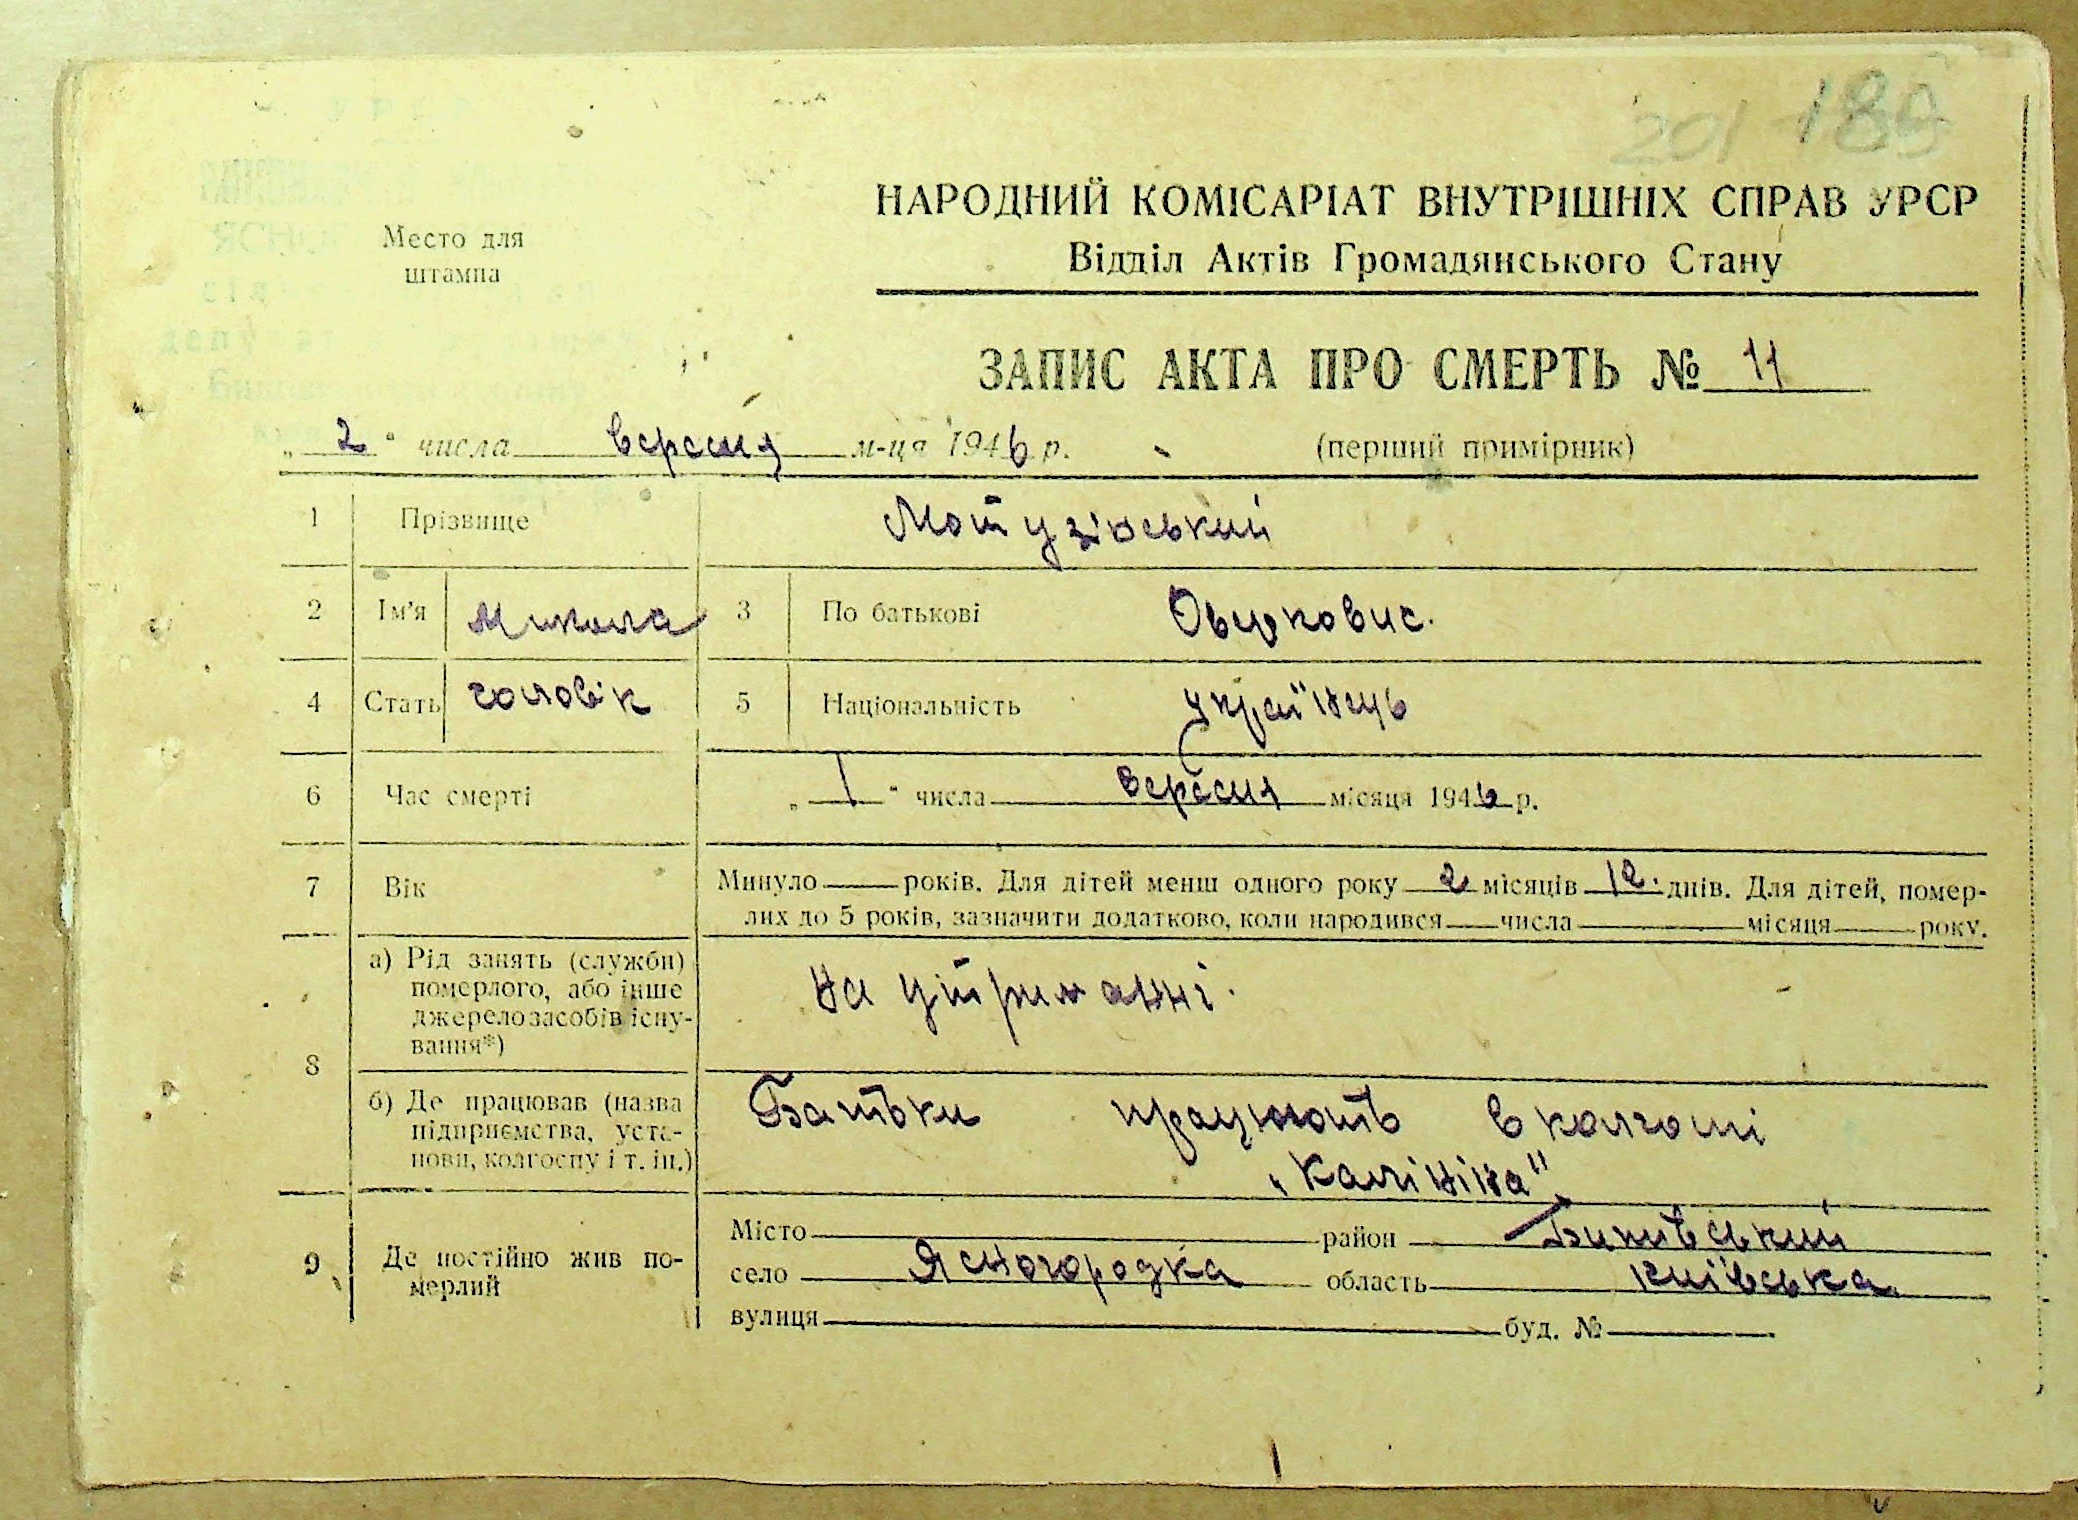 201 189
Место для
штампа
НАРОДНИЙ КОМІСАРІАТ ВНУТРІШНІХ СПРАВ УРСР
Відділ Актів Громадянського Стану
ЗАПИС АКТА ПРО СМЕРТЬ № 11
„ 2 “ числа вересня м-ця 1946 р. (перший примірник)
1 Прізвище Мотузівський
2 Ім’я Микола 3 По батькові
4 Стать чоловік 5 Національність українець
6 Час смерті „ 1 “ числа вересня місяця 1946 р.
7 Вік Минуло років. Для дітей менш одного року 2 місяців 12. днів. Для дітей, помер-
лих до 5 років, зазначити додатково, коли народився числа місяця року.
8 а) Рід занять (служби) померлого, або інше джерело засобів існу- вання*) на утриманні.
б) Де працював (назва підприємства, уста- нови, колгоспу і т. ін.) Батьки працюють в колгоспі
„Калініна"
9 Де постійно жив по- мерлий
Місто район
село Ясногородка область київська
вулиця буд. №